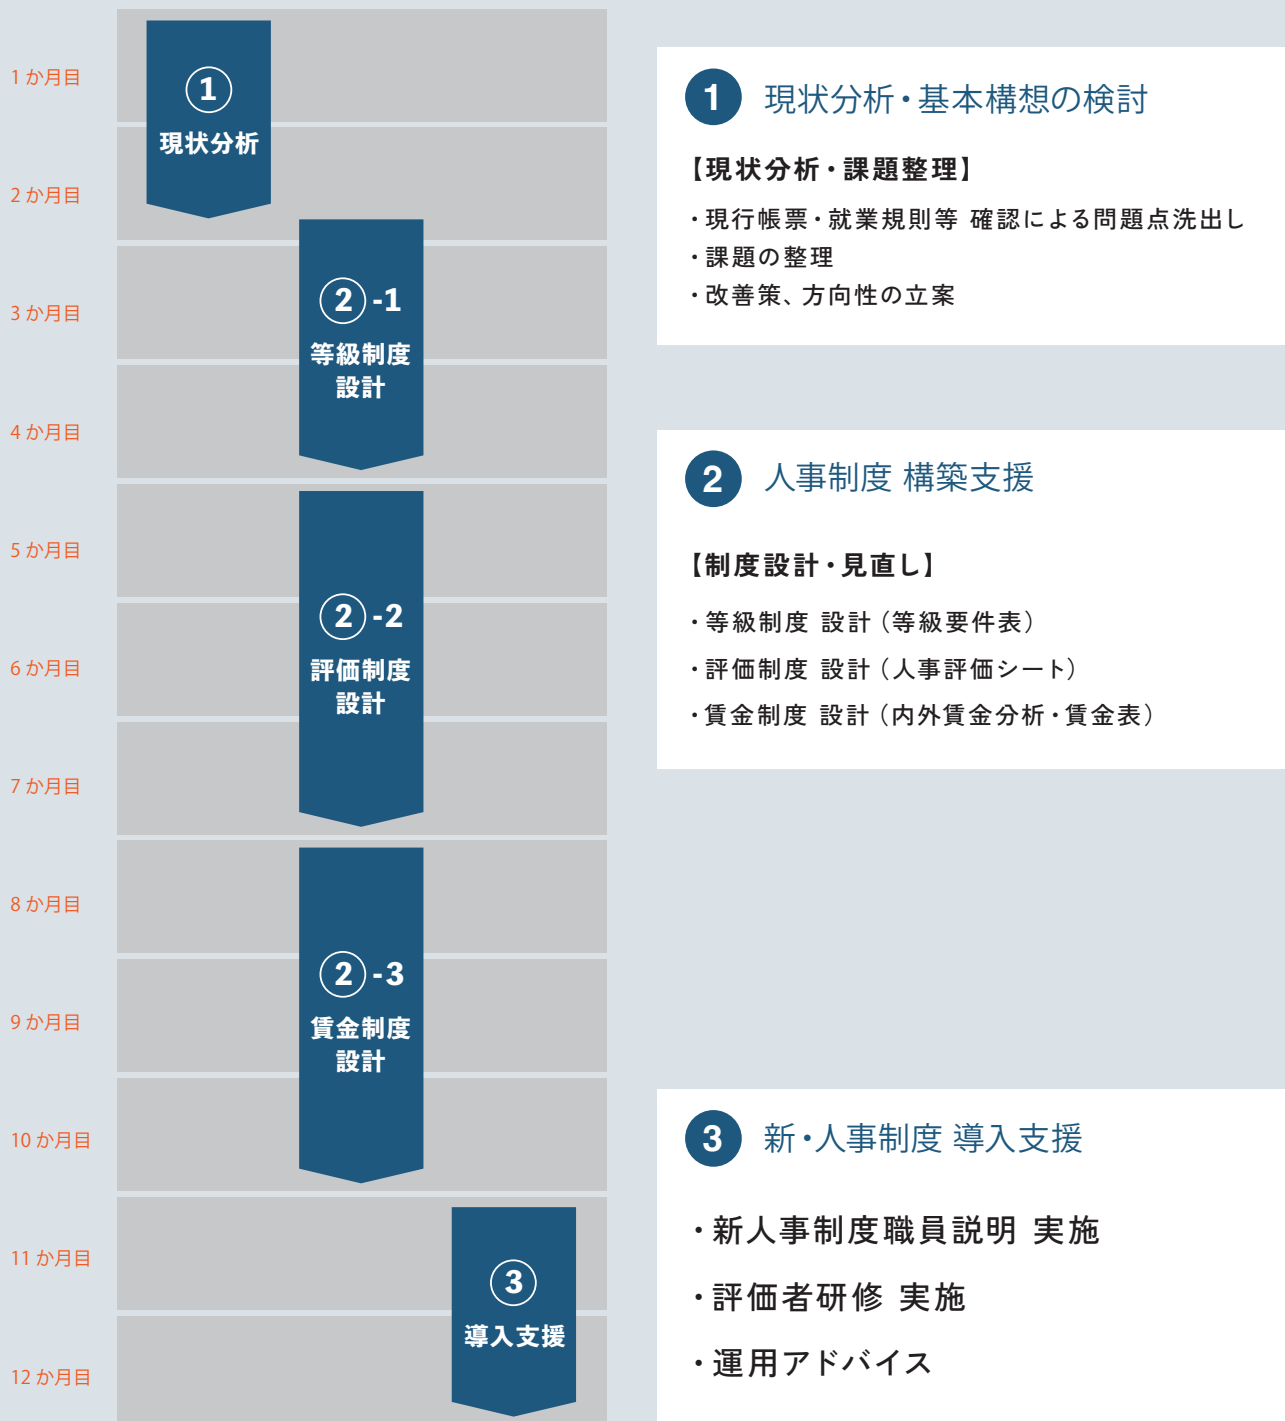 1 か月目
2 か月目
3 か月目
4 か月目
5 か月目
6 か月目
7 か月目
8 か月目
9 か月目
10 か月目
11 か月目
12 か月目
①
現状分析
②-1
等級制度
設計
②-2
評価制度
設計
②-3
賃金制度
設計
③
導入支援
1 現状分析・基本構想の検討
【現状分析・課題整理】
・現行帳票・就業規則等 確認による問題点洗出し
・課題の整理
・改善策、方向性の立案
2 人事制度 構築支援
【制度設計・見直し】
・等級制度 設計（等級要件表）
・評価制度 設計（人事評価シート）
・賃金制度 設計（内外賃金分析・賃金表）
3 新・人事制度 導入支援
・新人事制度職員説明 実施
・評価者研修 実施
・運用アドバイス